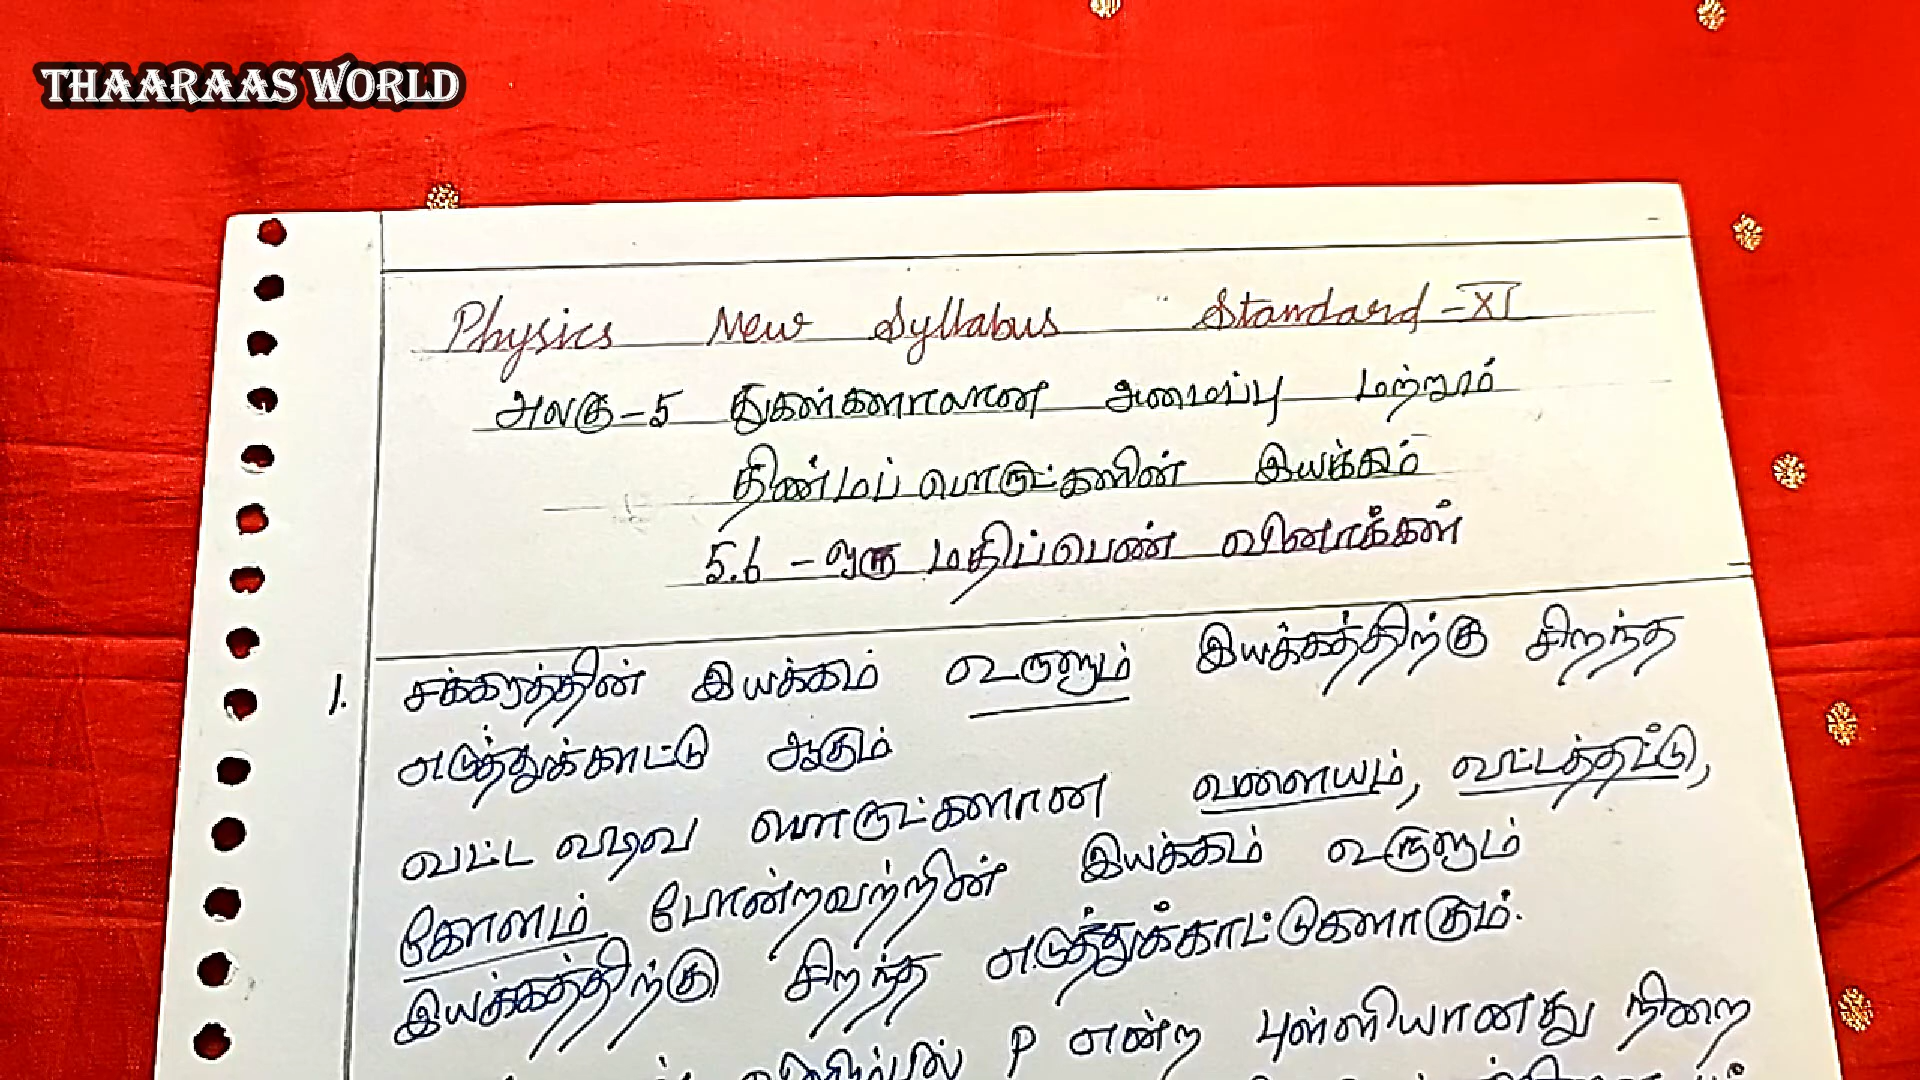 THAARAAS WORLD
Physics New Syllabus Standard - XI
அலகு - 5 துகள்களாலான அமைப்பு மற்றும்
திண்மப் பொருட்களின் இயக்கம்
5.6 - ஒரு மதிப்பெண் வினாக்கள்
1. சக்கரத்தின் இயக்கம் உருளும் இயக்கத்திற்கு சிறந்த
எடுத்துக்காட்டு ஆகும்
வட்ட வடிவ பொருட்களான வளையம், வட்டத்தட்டு,
கோளம் போன்றவற்றின் இயக்கம் உருளும்
இயக்கத்திற்கு சிறந்த எடுத்துக்காட்டுகளாகும்.
P என்ற புள்ளியானது நிறை